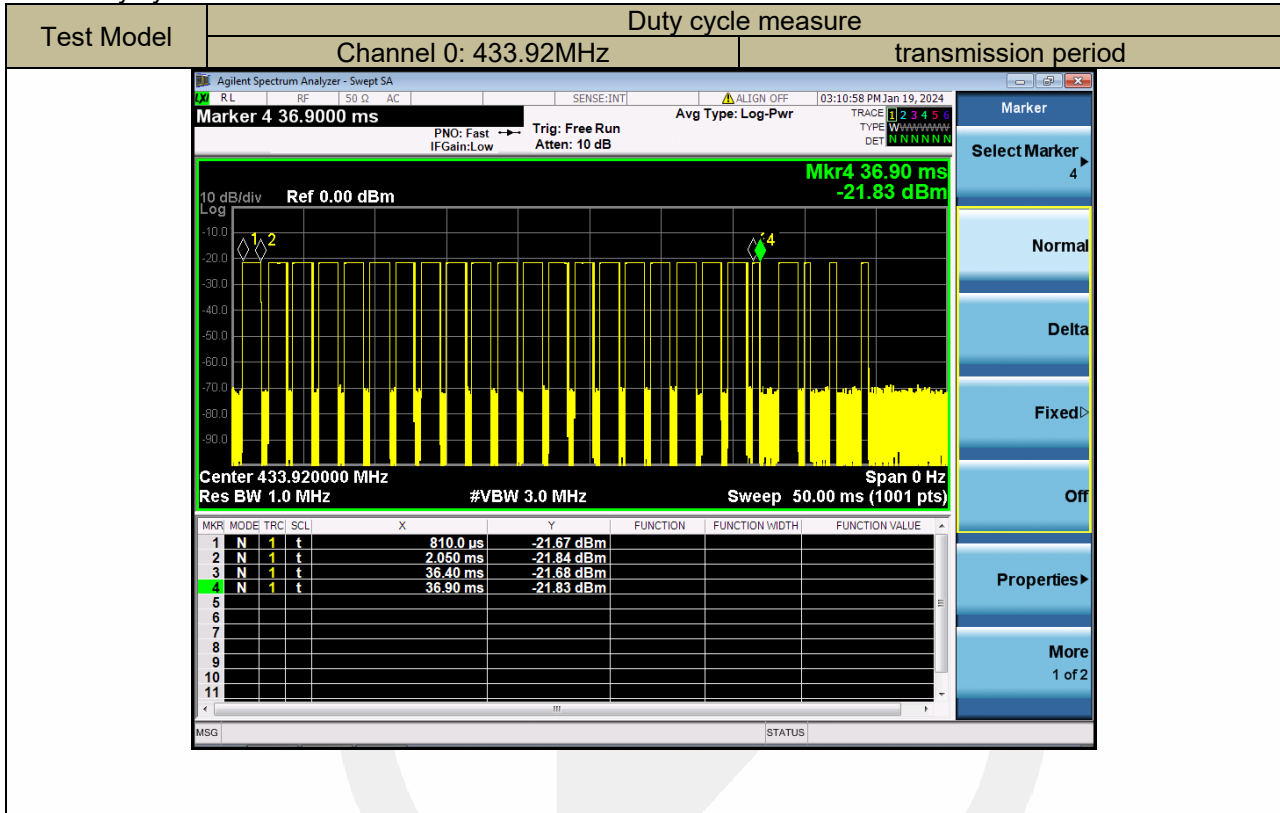 Test Model
Duty cycle measure
Channel 0: 433.92MHz
transmission period
Agilent Spectrum Analyzer - Swept SA
LXI RL RF 50 Ω AC SENSE:INT ALIGN OFF 03:10:58 PM Jan 19, 2024
Marker 4 36.9000 ms
PNO: Fast
IFGain:Low
Trig: Free Run
Atten: 10 dB
Avg Type: Log-Pwr
TRACE 1 2 3 4 5 6
TYPE WWWWWW
DET N N N N N N
Mkr4 36.90 ms
-21.83 dBm
10 dB/div Ref 0.00 dBm
Log
-10.0
-20.0
-30.0
-40.0
-50.0
-60.0
-70.0
-80.0
-90.0
1 2 4
Center 433.920000 MHz Span 0 Hz
Res BW 1.0 MHz #VBW 3.0 MHz Sweep 50.00 ms (1001 pts)
MKR MODE TRC SCL X Y FUNCTION FUNCTION WIDTH FUNCTION VALUE
1 N 1 t 810.0 µs -21.67 dBm
2 N 1 t 2.050 ms -21.84 dBm
3 N 1 t 36.40 ms -21.68 dBm
4 N 1 t 36.90 ms -21.83 dBm
5
6
7
8
9
10
11
MSG STATUS
Marker
Select Marker
4
Normal
Delta
Fixed
Off
Properties
More
1 of 2